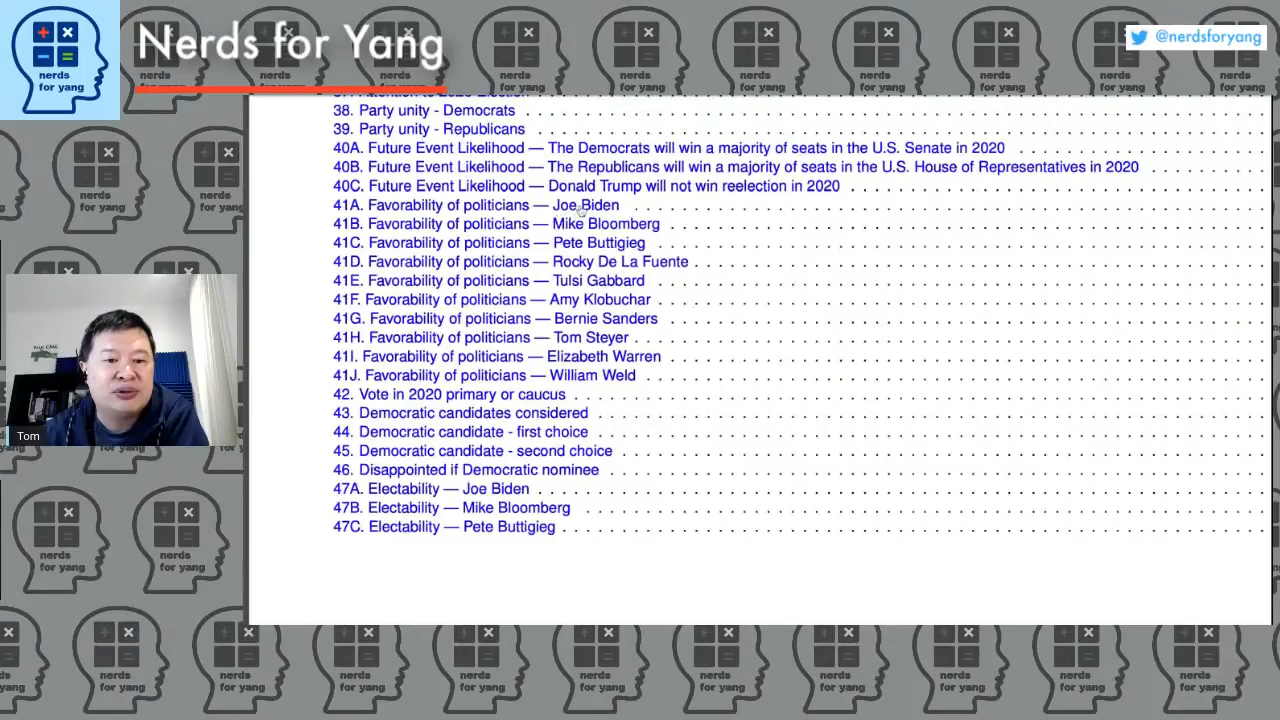 nerds
for yang
Nerds for Yang
@nerdsforyang
38. Party unity - Democrats
39. Party unity - Republicans
40A. Future Event Likelihood — The Democrats will win a majority of seats in the U.S. Senate in 2020
40B. Future Event Likelihood — The Republicans will win a majority of seats in the U.S. House of Representatives in 2020
40C. Future Event Likelihood — Donald Trump will not win reelection in 2020
41A. Favorability of politicians — Joe Biden
41B. Favorability of politicians — Mike Bloomberg
41C. Favorability of politicians — Pete Buttigieg
41D. Favorability of politicians — Rocky De La Fuente
41E. Favorability of politicians — Tulsi Gabbard
41F. Favorability of politicians — Amy Klobuchar
41G. Favorability of politicians — Bernie Sanders
41H. Favorability of politicians — Tom Steyer
41I. Favorability of politicians — Elizabeth Warren
41J. Favorability of politicians — William Weld
42. Vote in 2020 primary or caucus
43. Democratic candidates considered
44. Democratic candidate - first choice
45. Democratic candidate - second choice
46. Disappointed if Democratic nominee
47A. Electability — Joe Biden
47B. Electability — Mike Bloomberg
47C. Electability — Pete Buttigieg
Tom